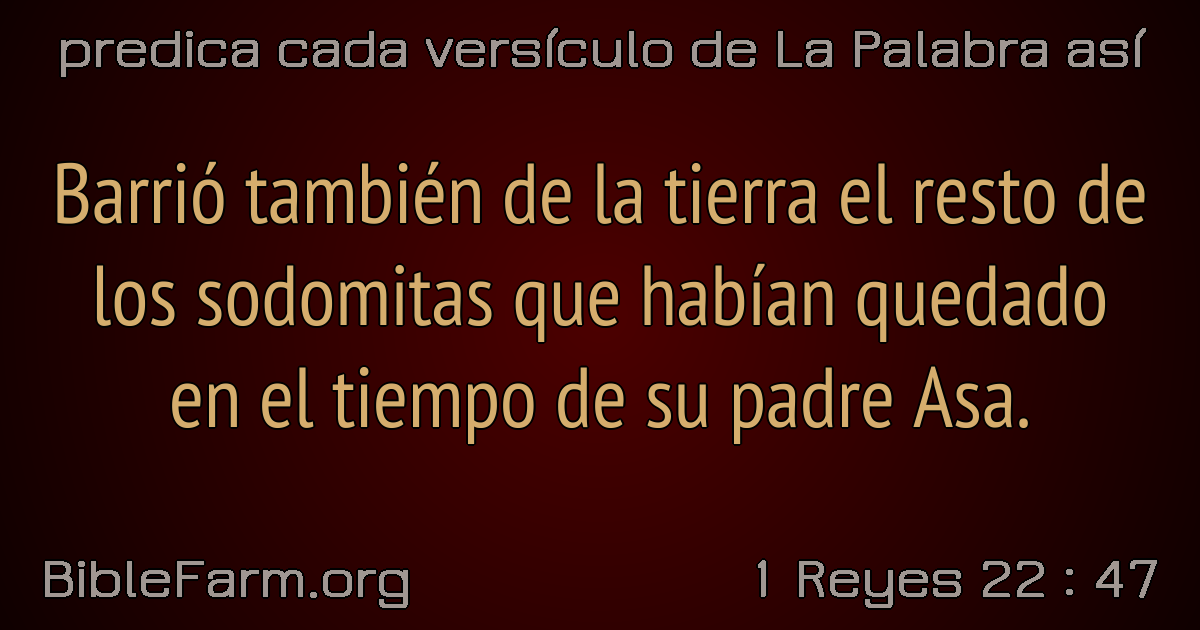 predica cada versículo de La Palabra así
Barrió también de la tierra el resto de
los sodomitas que habían quedado
en el tiempo de su padre Asa.
BibleFarm.org
1 Reyes 22 : 47